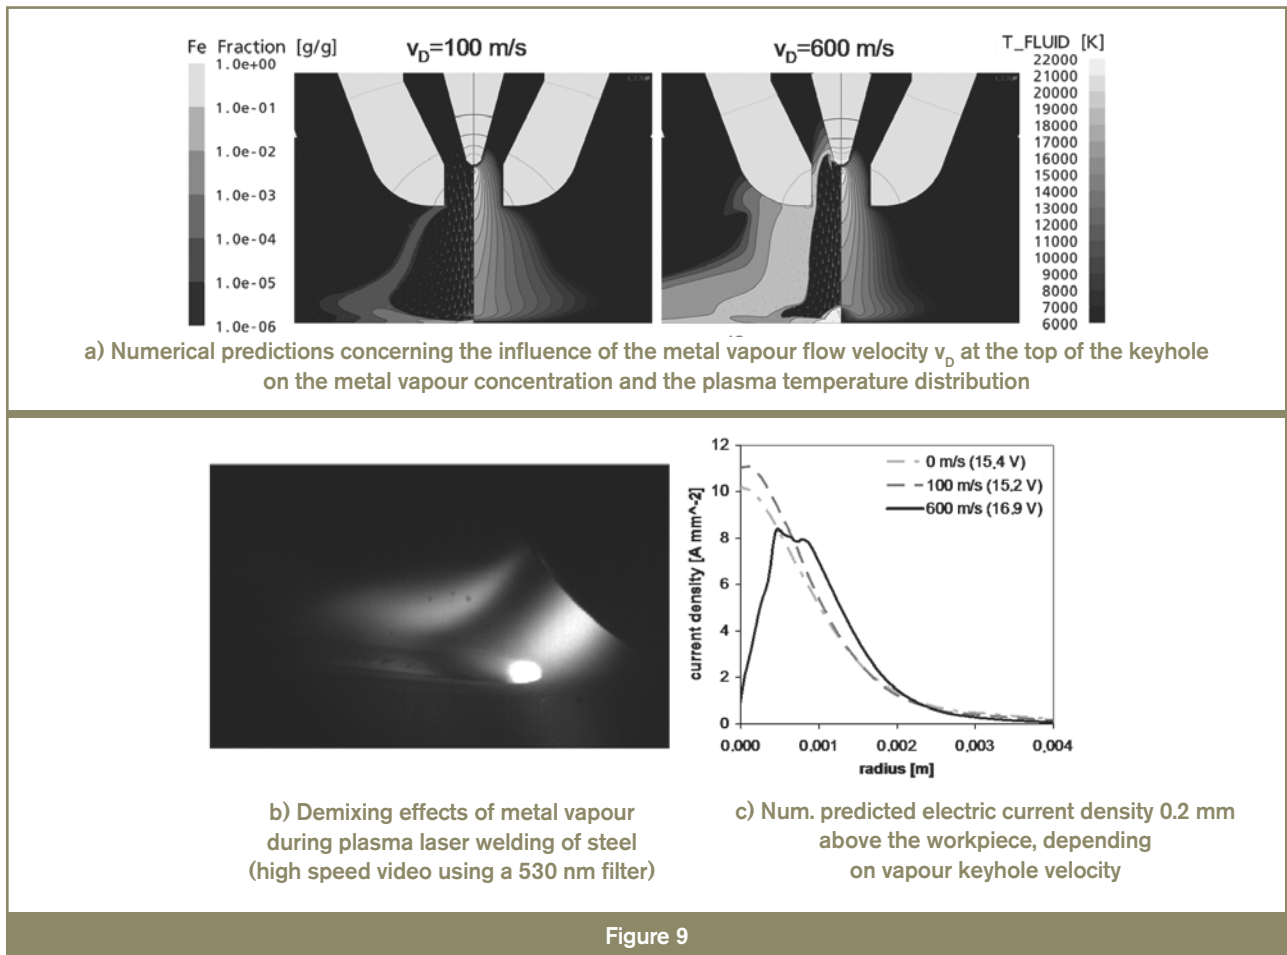 Fe Fraction [g/g]
v_D=100 m/s
v_D=600 m/s
T_FLUID [K]
1.0e+00
1.0e-01
1.0e-02
1.0e-03
1.0e-04
1.0e-05
1.0e-06
22000
21000
20000
19000
18000
17000
16000
15000
14000
13000
12000
11000
10000
9000
8000
7000
6000
a) Numerical predictions concerning the influence of the metal vapour flow velocity v_D at the top of the keyhole
on the metal vapour concentration and the plasma temperature distribution
b) Demixing effects of metal vapour
during plasma laser welding of steel
(high speed video using a 530 nm filter)
current density [A mm^-2]
12
10
8
6
4
2
0
0 m/s (15,4 V)
100 m/s (15,2 V)
600 m/s (16,9 V)
0,000 0,001 0,002 0,003 0,004
radius [m]
c) Num. predicted electric current density 0.2 mm
above the workpiece, depending
on vapour keyhole velocity
Figure 9